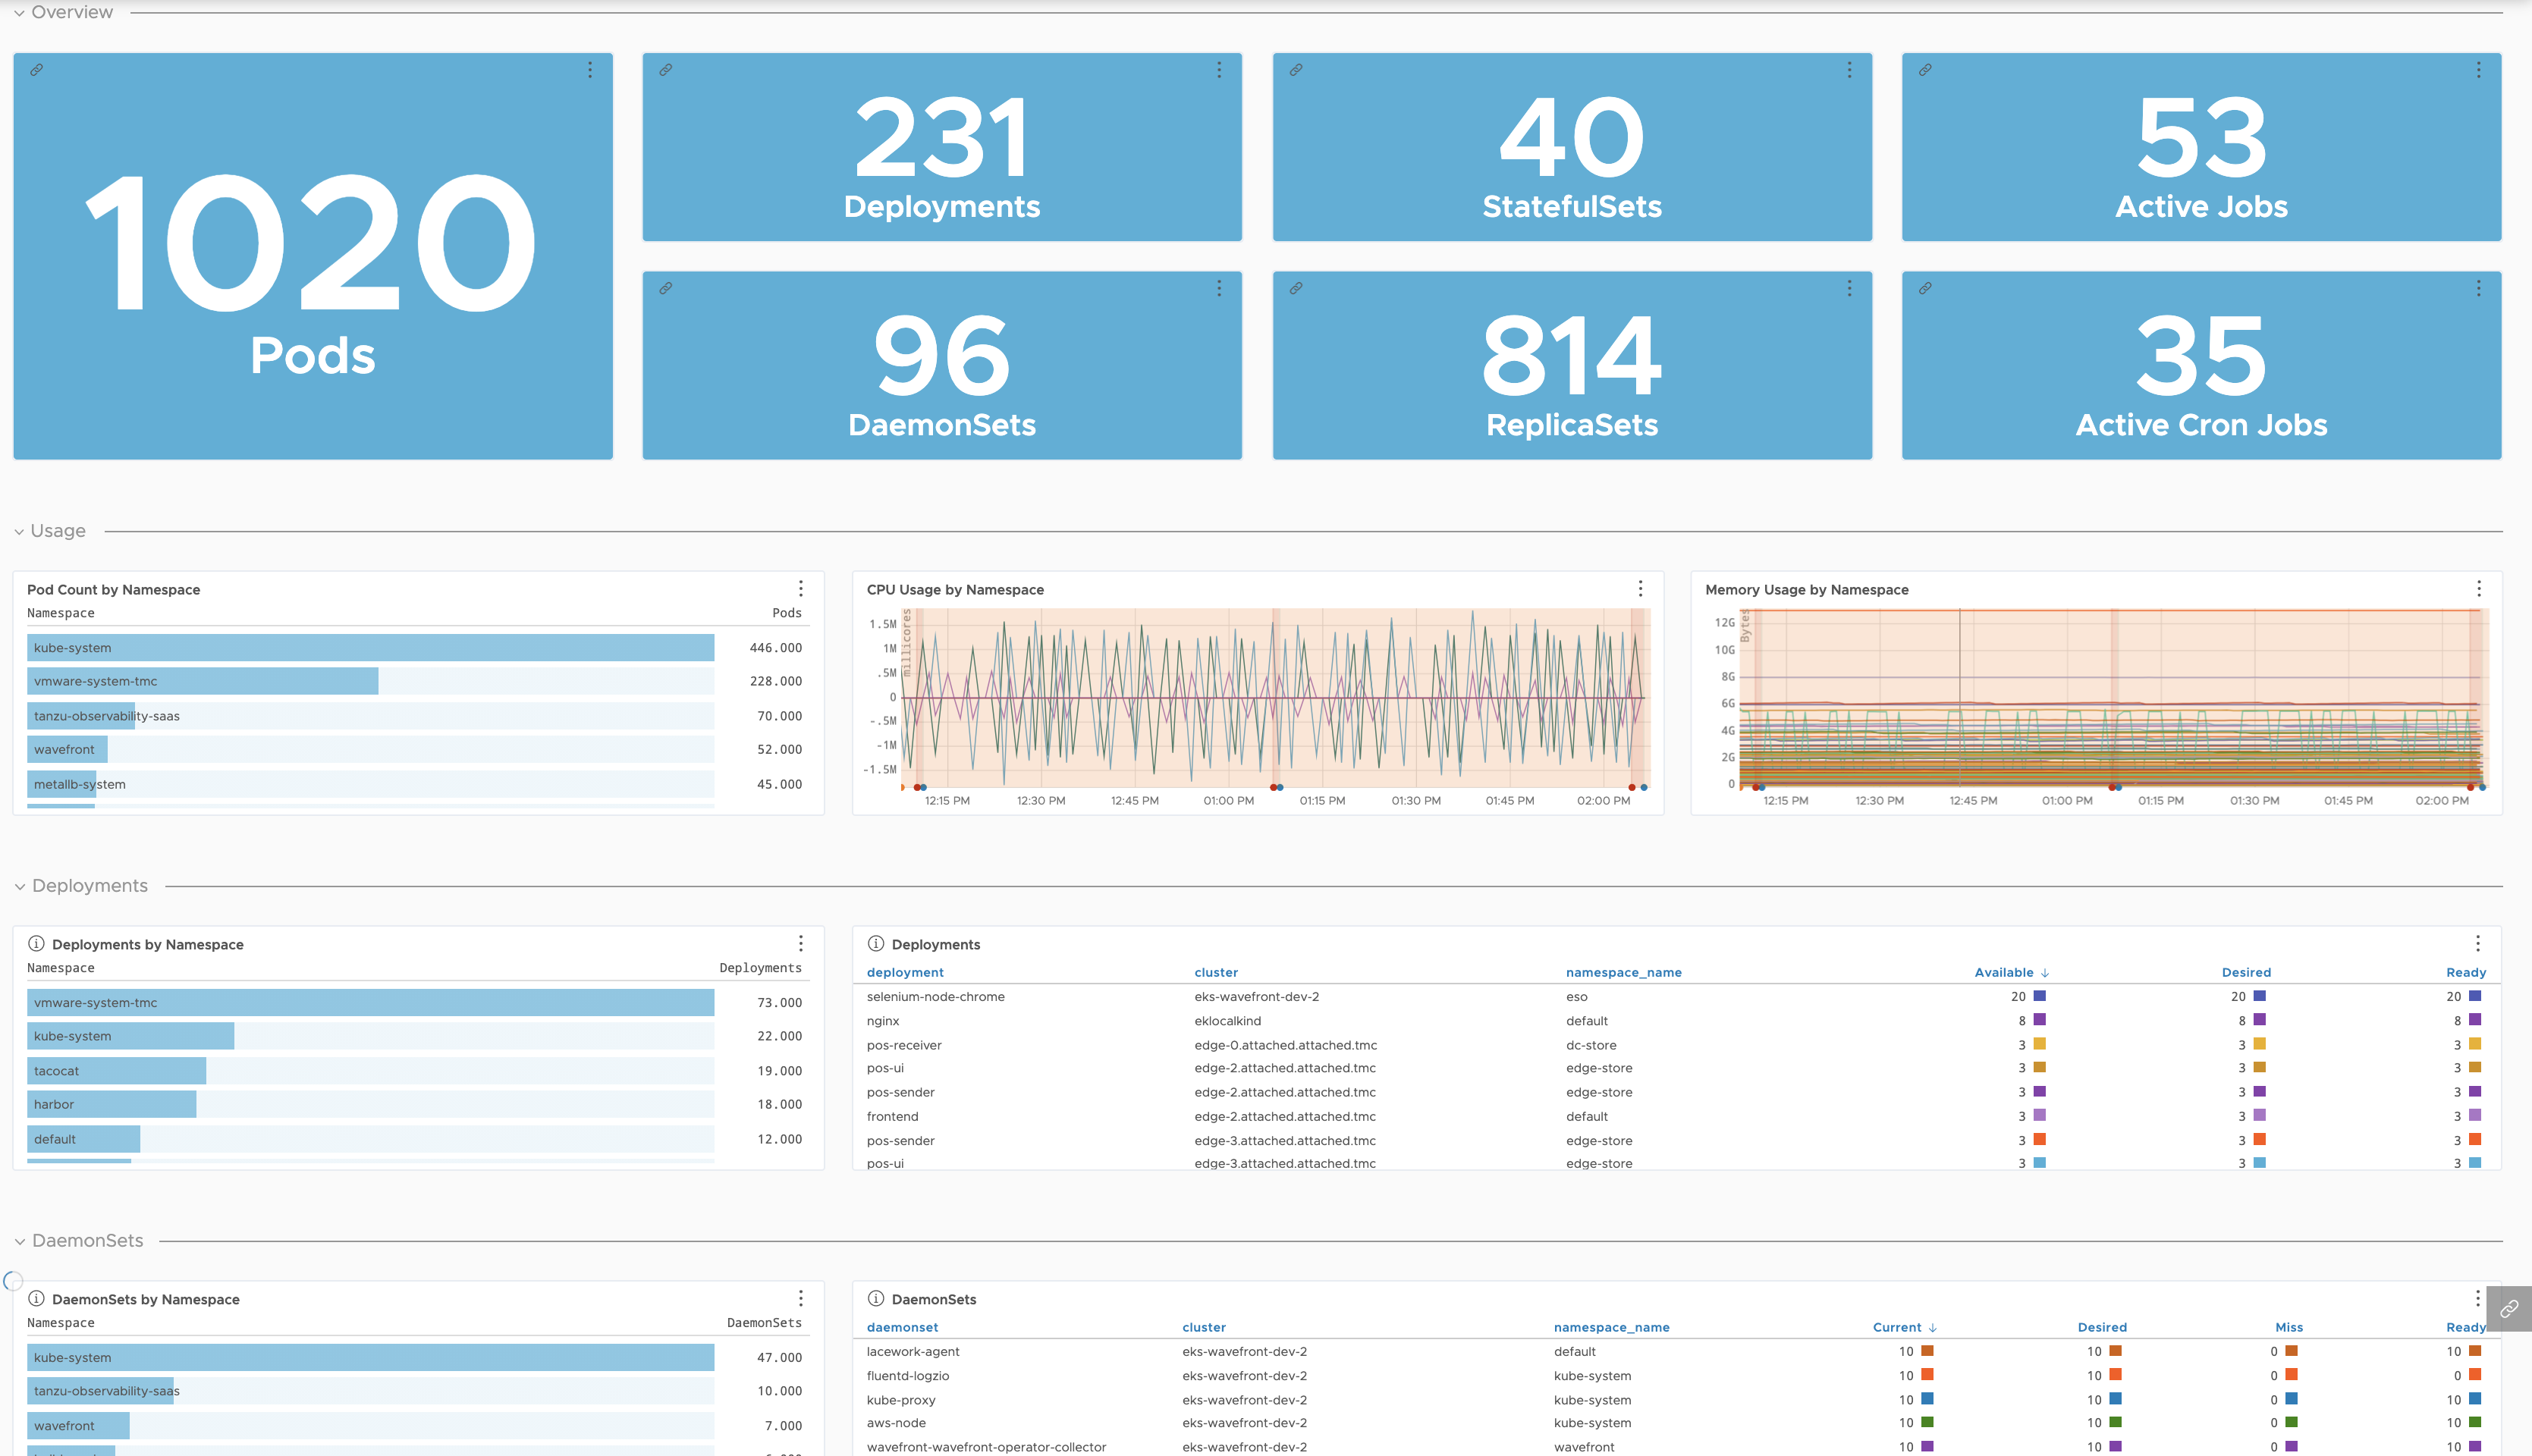 Overview
1020
Pods
231
Deployments
40
StatefulSets
53
Active Jobs
96
DaemonSets
814
ReplicaSets
35
Active Cron Jobs
Usage
Pod Count by Namespace
Namespace Pods
kube-system 446.000
vmware-system-tmc 228.000
tanzu-observability-saas 70.000
wavefront 52.000
metallb-system 45.000
CPU Usage by Namespace
millicores
1.5M
1M
.5M
0
-.5M
-1M
-1.5M
12:15 PM 12:30 PM 12:45 PM 01:00 PM 01:15 PM 01:30 PM 01:45 PM 02:00 PM
Memory Usage by Namespace
Bytes
12G
10G
8G
6G
4G
2G
0
12:15 PM 12:30 PM 12:45 PM 01:00 PM 01:15 PM 01:30 PM 01:45 PM 02:00 PM
Deployments
Deployments by Namespace
Namespace Deployments
vmware-system-tmc 73.000
kube-system 22.000
tacocat 19.000
harbor 18.000
default 12.000
Deployments
deployment cluster namespace_name Available ↓ Desired Ready
selenium-node-chrome eks-wavefront-dev-2 eso 20 20 20
nginx eklocalkind default 8 8 8
pos-receiver edge-0.attached.attached.tmc dc-store 3 3 3
pos-ui edge-2.attached.attached.tmc edge-store 3 3 3
pos-sender edge-2.attached.attached.tmc edge-store 3 3 3
frontend edge-2.attached.attached.tmc default 3 3 3
pos-sender edge-3.attached.attached.tmc edge-store 3 3 3
pos-ui edge-3.attached.attached.tmc edge-store 3 3 3
DaemonSets
DaemonSets by Namespace
Namespace DaemonSets
kube-system 47.000
tanzu-observability-saas 10.000
wavefront 7.000
DaemonSets
daemonset cluster namespace_name Current ↓ Desired Miss Ready
lacework-agent eks-wavefront-dev-2 default 10 10 0 10
fluentd-logzio eks-wavefront-dev-2 kube-system 10 10 0 0
kube-proxy eks-wavefront-dev-2 kube-system 10 10 0 10
aws-node eks-wavefront-dev-2 kube-system 10 10 0 10
wavefront-wavefront-operator-collector eks-wavefront-dev-2 wavefront 10 10 0 10